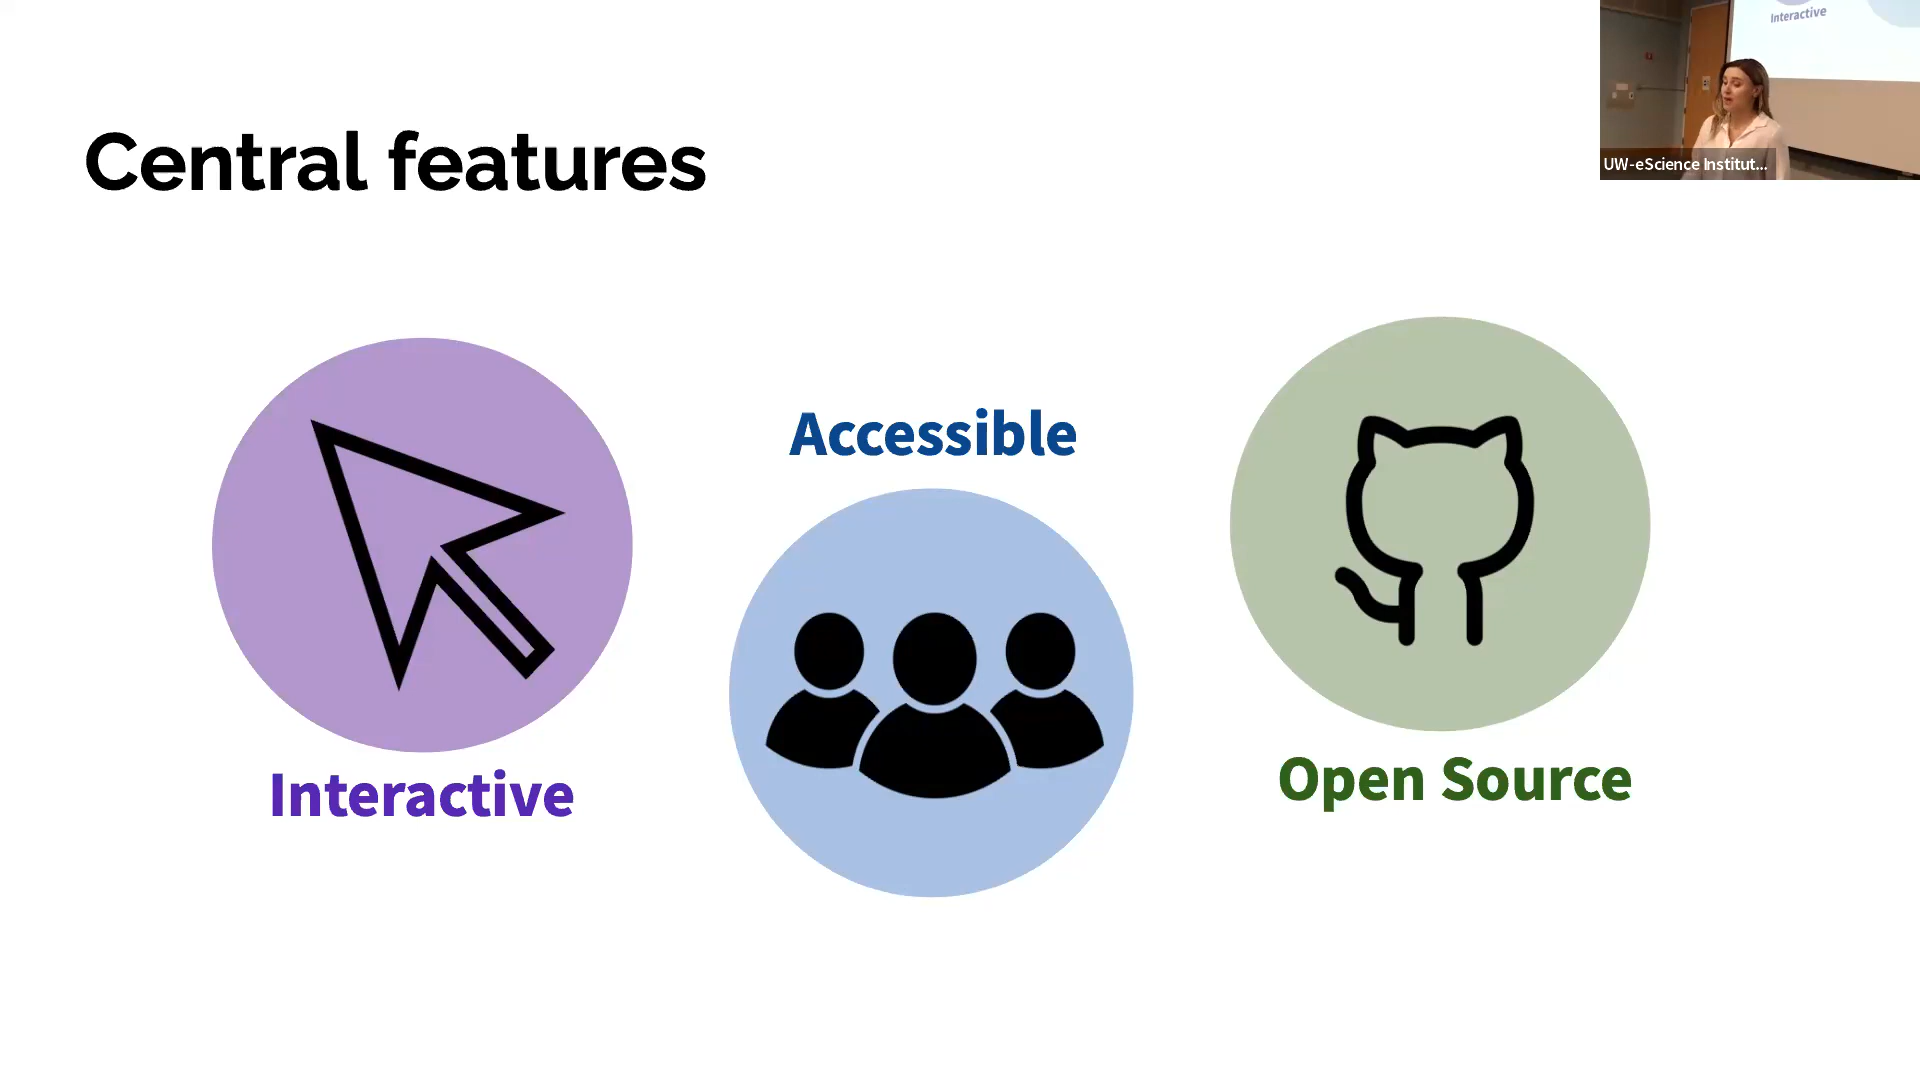 Interactive
UW-eScience Institut...
Central features
Accessible
Interactive
Open Source